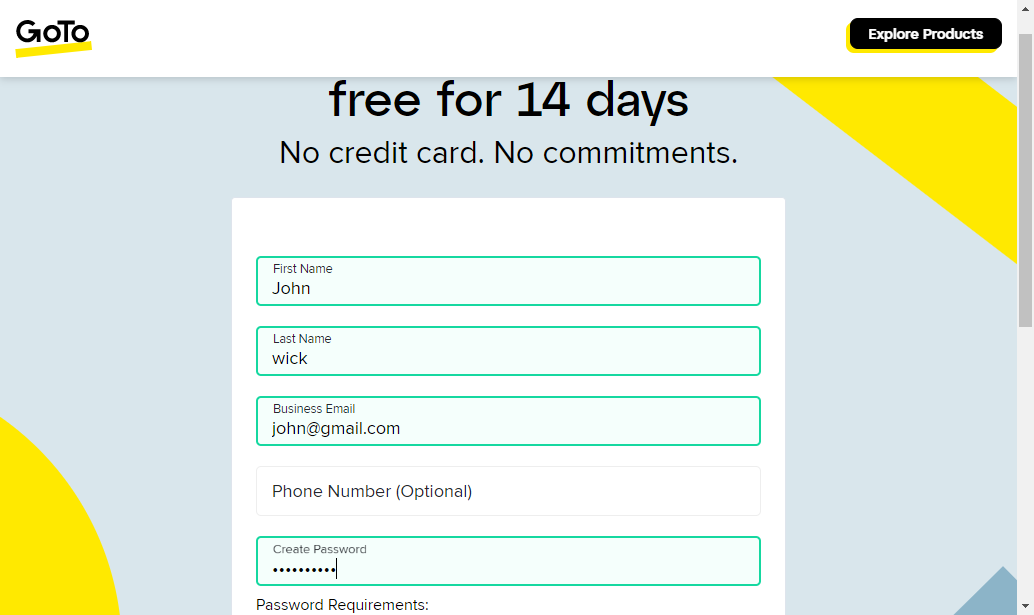 GoTo
Explore Products
free for 14 days
No credit card. No commitments.
First Name
John
Last Name
wick
Business Email
john@gmail.com
Phone Number (Optional)
Create Password
••••••••••
Password Requirements: